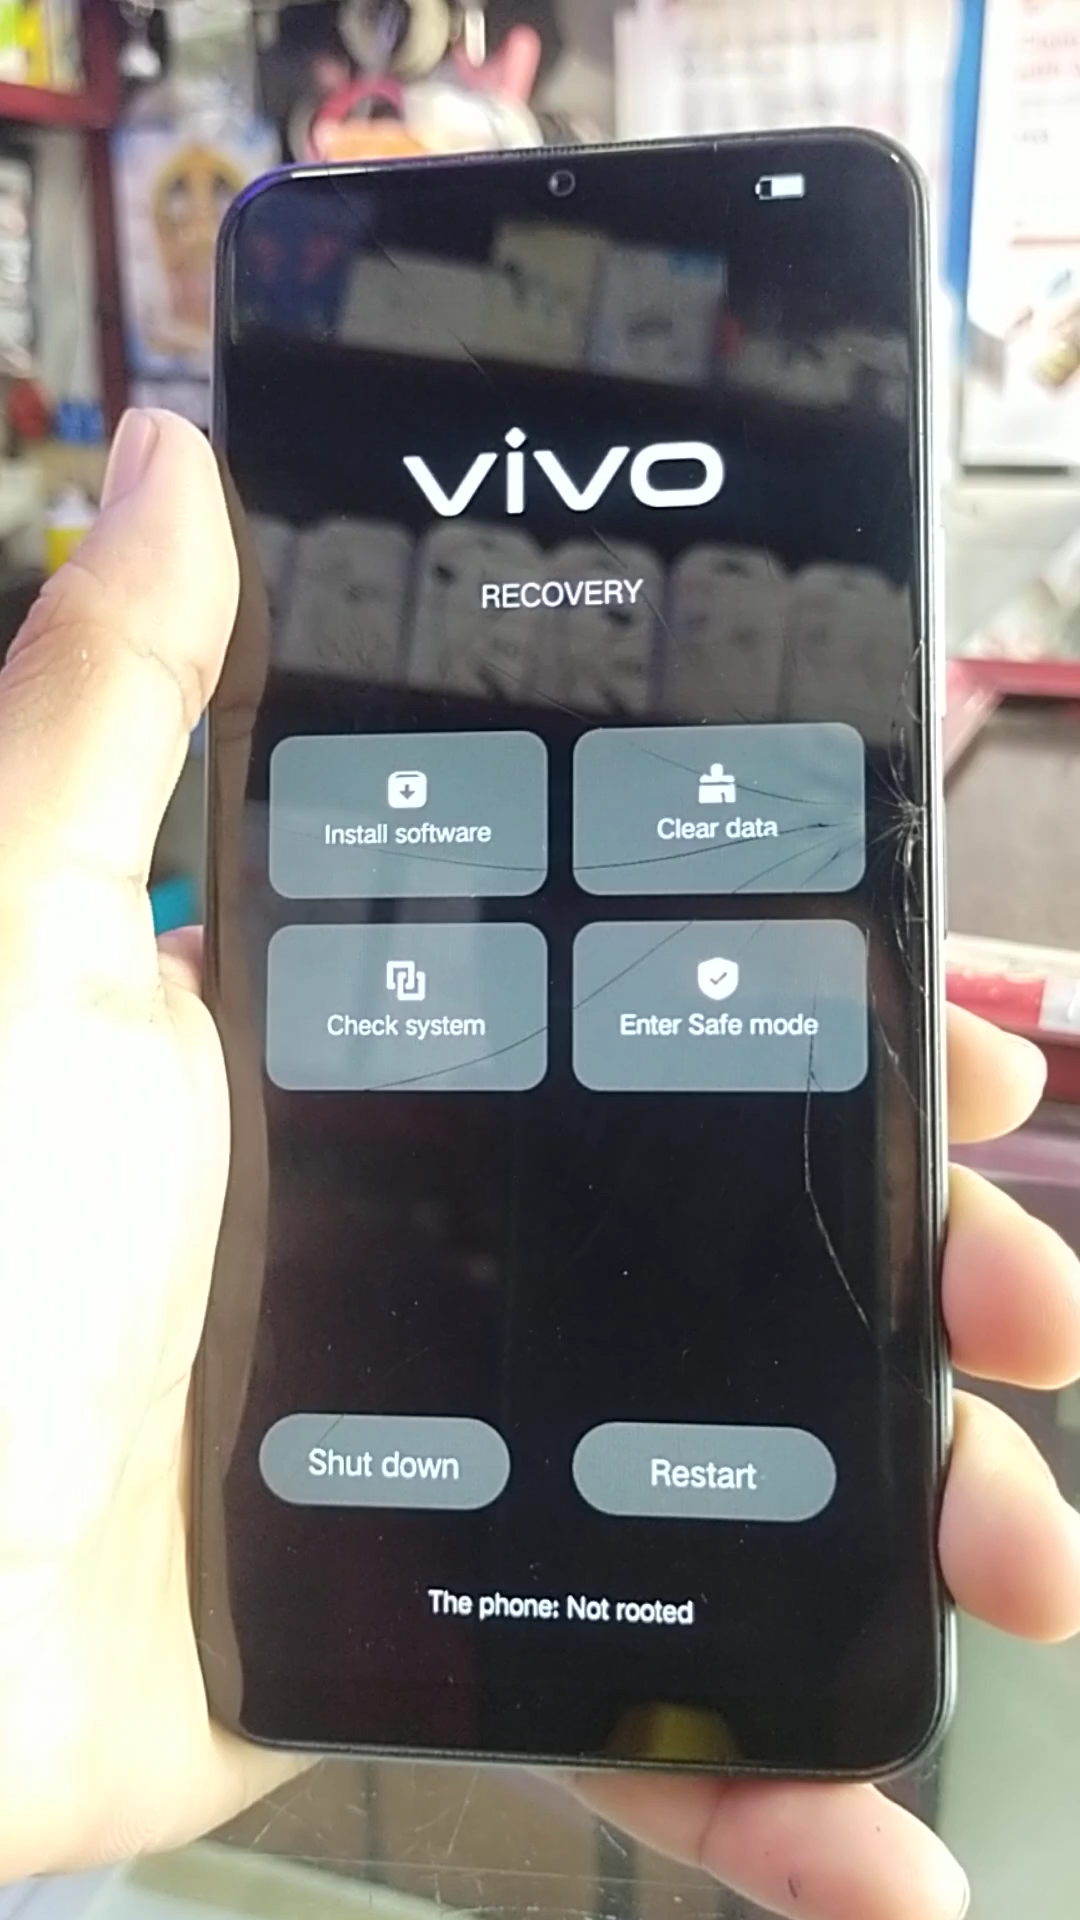 vivo
RECOVERY
Install software
Clear data
Check system
Enter Safe mode
Shut down
Restart
The phone: Not rooted